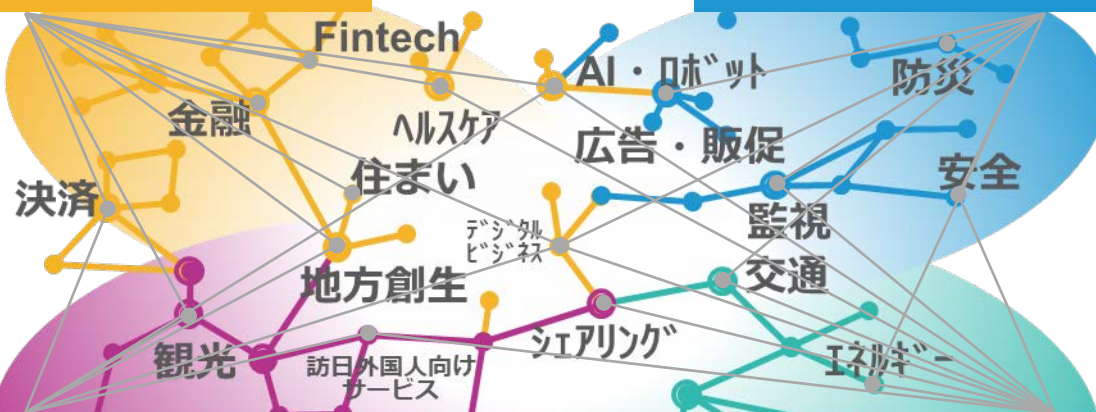 Fintech
AI・ﾛﾎﾞｯﾄ
防災
金融
ﾍﾙｽｹｱ
広告・販促
住まい
安全
決済
ﾃﾞｼﾞﾀﾙ
ﾋﾞｼﾞﾈｽ
監視
地方創生
交通
ｼｪｱﾘﾝｸﾞ
観光
訪日外国人向け
サービス
ｴﾈﾙｷﾞｰ